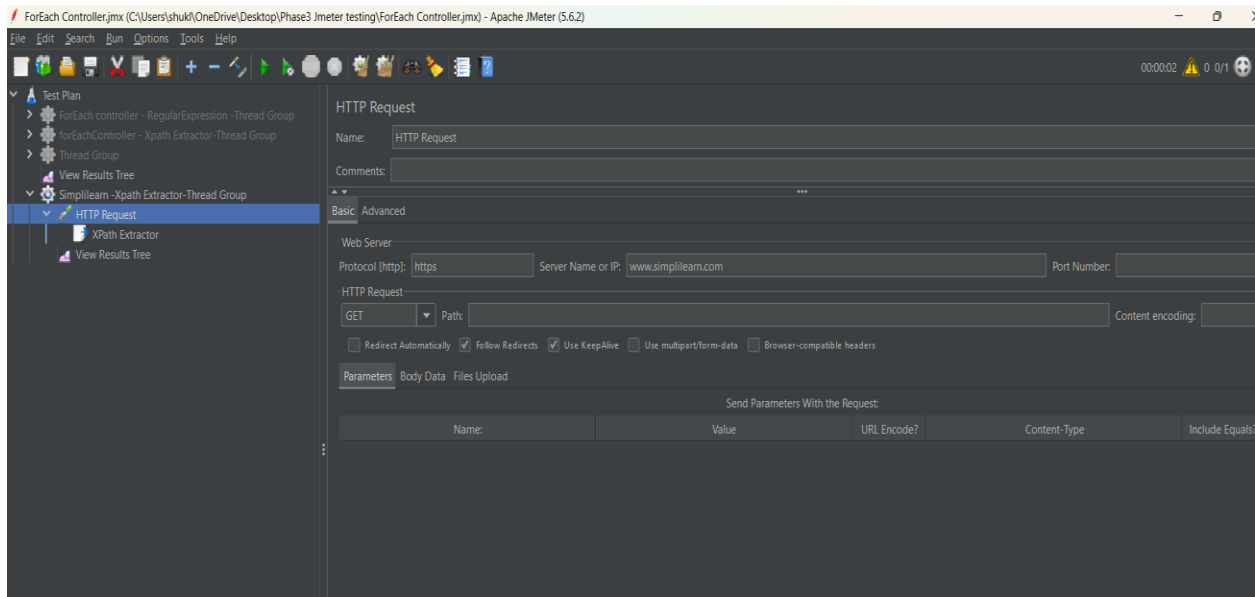 ForEach Controller.jmx (C:\Users\shukl\OneDrive\Desktop\Phase3 Jmeter testing\ForEach Controller.jmx) - Apache JMeter (5.6.2)
File Edit Search Run Options Tools Help
00:00:02 0 0/1
Test Plan
ForEach controller - RegularExpression -Thread Group
forEachController - Xpath Extractor-Thread Group
Thread Group
View Results Tree
Simplilearn -Xpath Extractor-Thread Group
HTTP Request
XPath Extractor
View Results Tree
HTTP Request
Name: HTTP Request
Comments:
Basic Advanced
Web Server
Protocol [http]: https Server Name or IP: www.simplilearn.com Port Number:
HTTP Request
GET Path: Content encoding:
Redirect Automatically Follow Redirects Use KeepAlive Use multipart/form-data Browser-compatible headers
Parameters Body Data Files Upload
Send Parameters With the Request:
Name: Value URL Encode? Content-Type Include Equals?